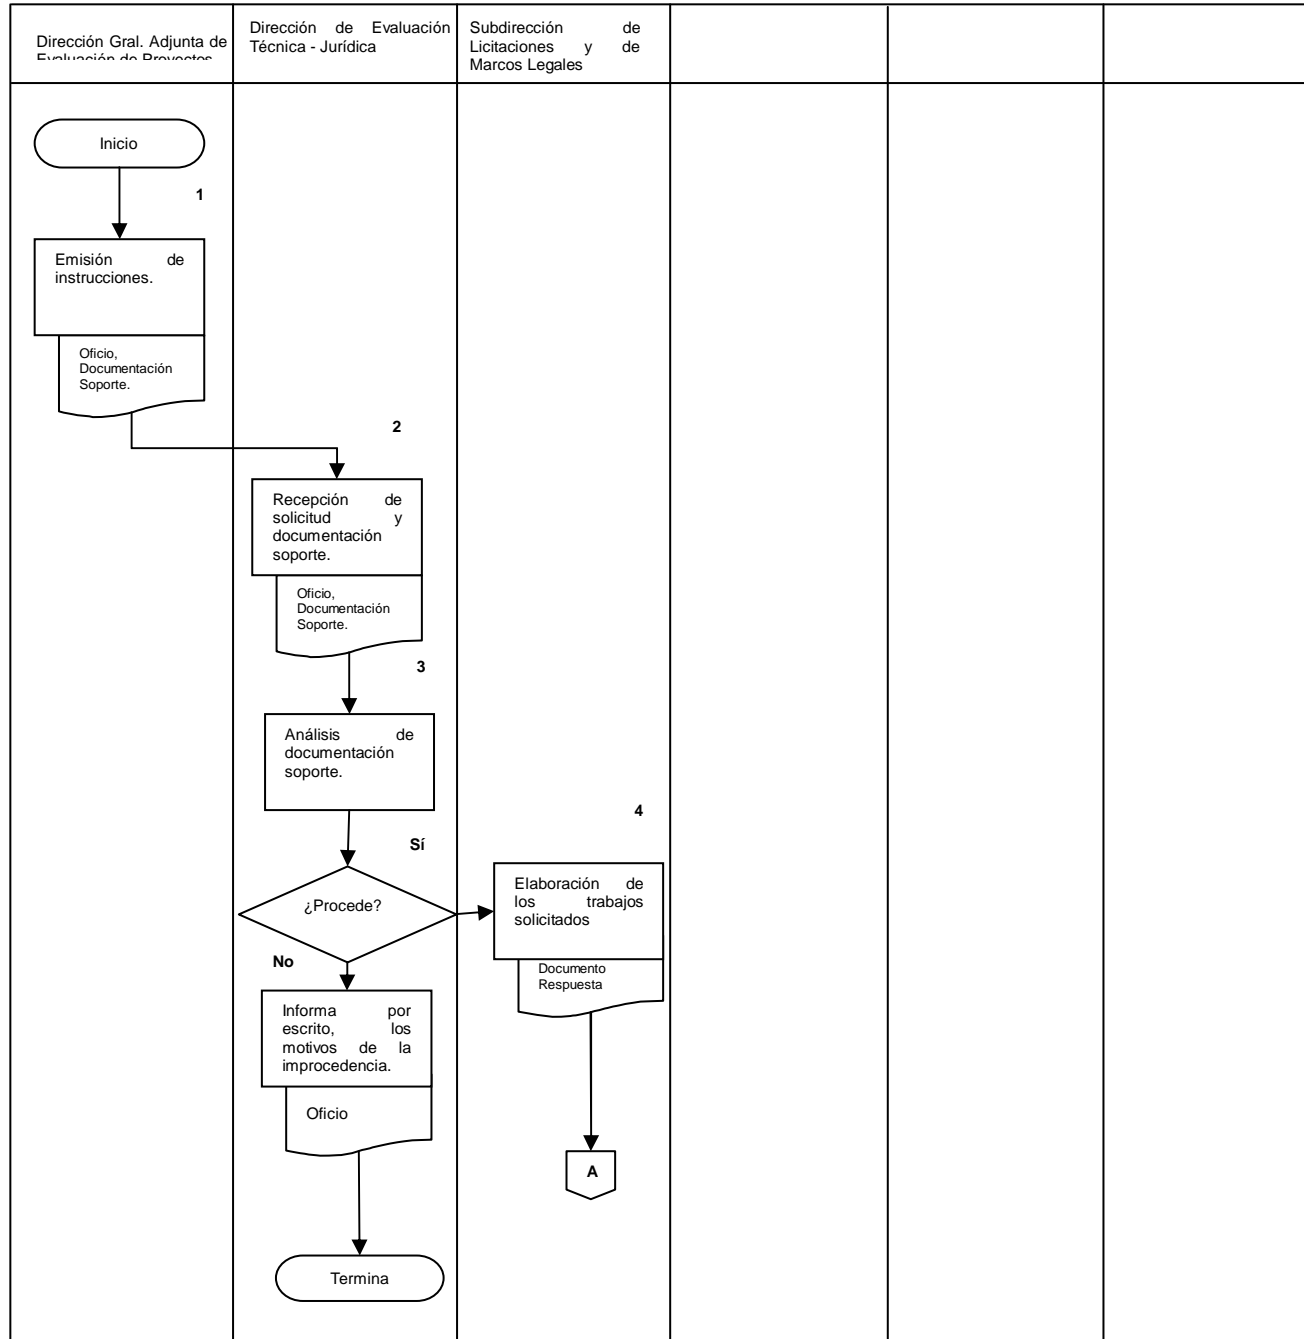 Dirección Gral. Adjunta de
Evaluación de Proyectos
Dirección de Evaluación
Técnica - Jurídica
Subdirección de
Licitaciones y de
Marcos Legales
Inicio
1
Emisión de
instrucciones.
Oficio,
Documentación
Soporte.
2
Recepción de
solicitud y
documentación
soporte.
Oficio,
Documentación
Soporte.
3
Análisis de
documentación
soporte.
4
Sí
¿Procede?
Elaboración de
los trabajos
solicitados
Documento
Respuesta
No
Informa por
escrito, los
motivos de la
improcedencia.
Oficio
A
Termina